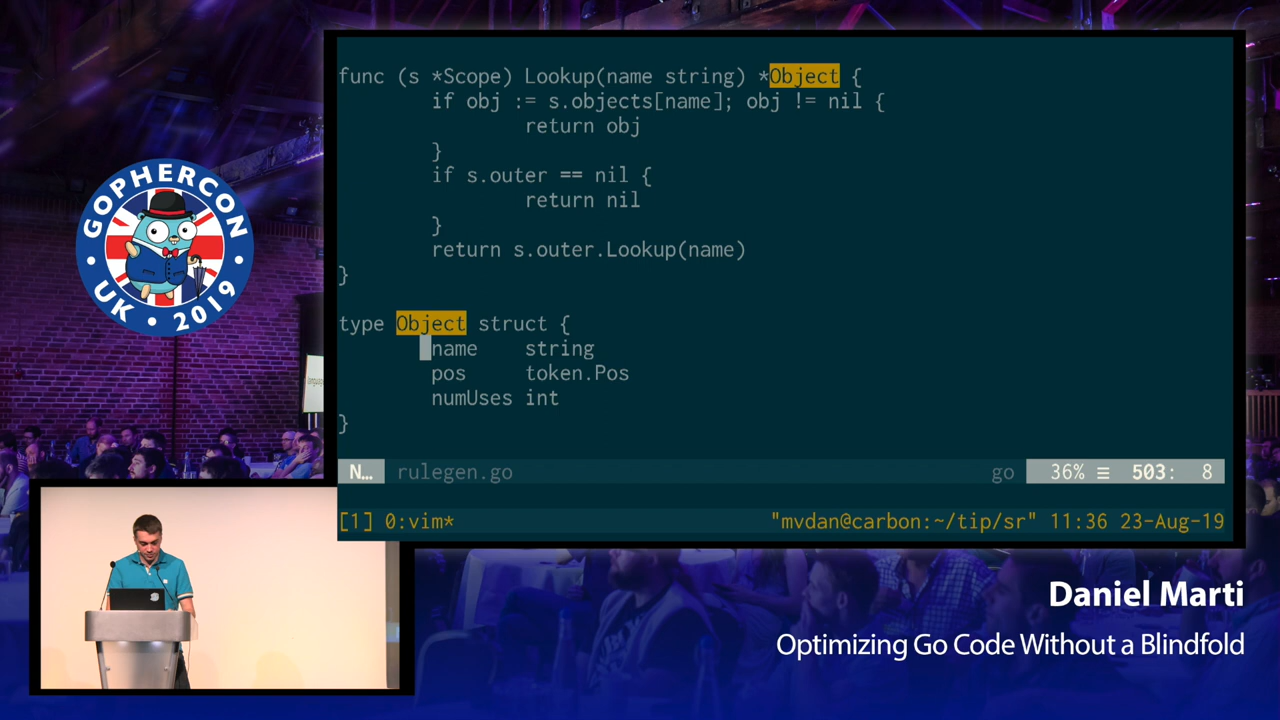 func (s *Scope) Lookup(name string) *Object {
if obj := s.objects[name]; obj != nil {
return obj
}
if s.outer == nil {
return nil
}
return s.outer.Lookup(name)
}
type Object struct {
name string
pos token.Pos
numUses int
}
N… rulegen.go go 36% ≡ 503: 8
[1] 0:vim* "mvdan@carbon:~/tip/sr" 11:36 23-Aug-19
GOPHERCON
UK • 2019
Daniel Marti
Optimizing Go Code Without a Blindfold